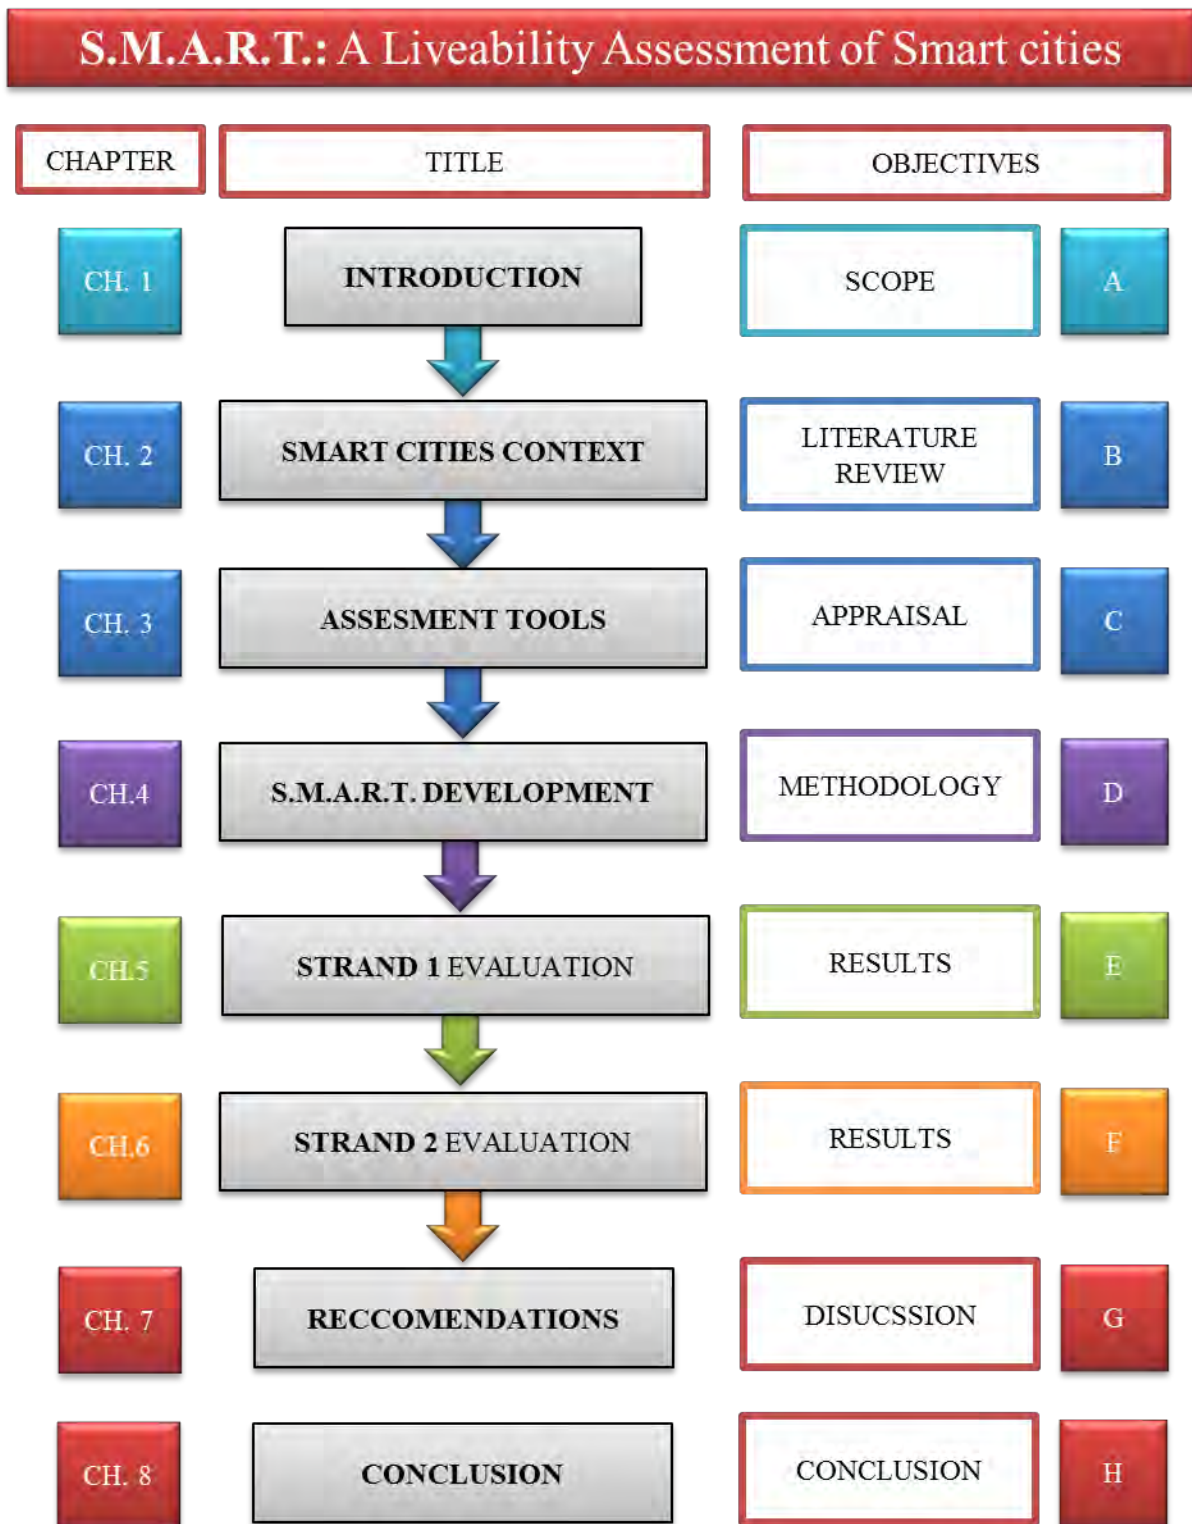 S.M.A.R.T.: A Liveability Assessment of Smart cities
CHAPTER
TITLE
OBJECTIVES
CH. 1
INTRODUCTION
SCOPE
A
CH. 2
SMART CITIES CONTEXT
LITERATURE
REVIEW
B
CH. 3
ASSESMENT TOOLS
APPRAISAL
C
CH.4
S.M.A.R.T. DEVELOPMENT
METHODOLOGY
D
CH.5
STRAND 1 EVALUATION
RESULTS
E
CH.6
STRAND 2 EVALUATION
RESULTS
F
CH. 7
RECCOMENDATIONS
DISUCSSION
G
CH. 8
CONCLUSION
CONCLUSION
H